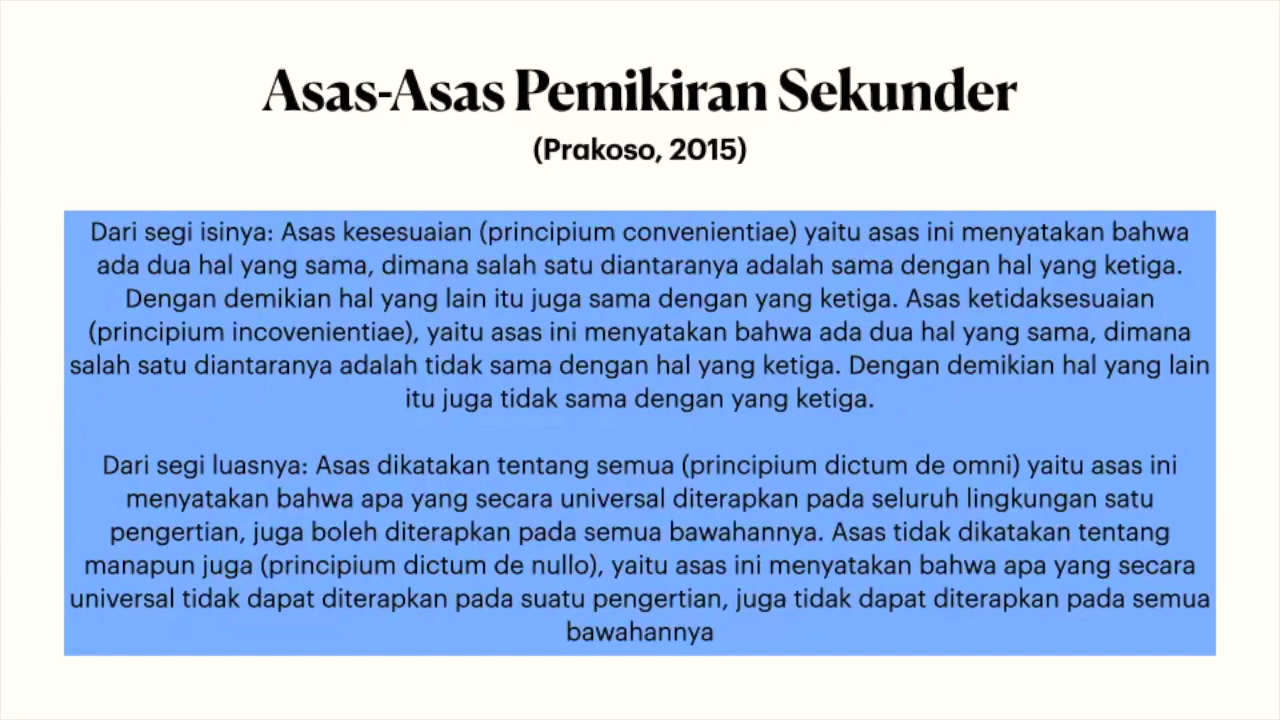 Asas-Asas Pemikiran Sekunder
(Prakoso, 2015)
Dari segi isinya: Asas kesesuaian (principium convenientiae) yaitu asas ini menyatakan bahwa
ada dua hal yang sama, dimana salah satu diantaranya adalah sama dengan hal yang ketiga.
Dengan demikian hal yang lain itu juga sama dengan yang ketiga. Asas ketidaksesuaian
(principium incovenientiae), yaitu asas ini menyatakan bahwa ada dua hal yang sama, dimana
salah satu diantaranya adalah tidak sama dengan hal yang ketiga. Dengan demikian hal yang lain
itu juga tidak sama dengan yang ketiga.
Dari segi luasnya: Asas dikatakan tentang semua (principium dictum de omni) yaitu asas ini
menyatakan bahwa apa yang secara universal diterapkan pada seluruh lingkungan satu
pengertian, juga boleh diterapkan pada semua bawahannya. Asas tidak dikatakan tentang
manapun juga (principium dictum de nullo), yaitu asas ini menyatakan bahwa apa yang secara
universal tidak dapat diterapkan pada suatu pengertian, juga tidak dapat diterapkan pada semua
bawahannya